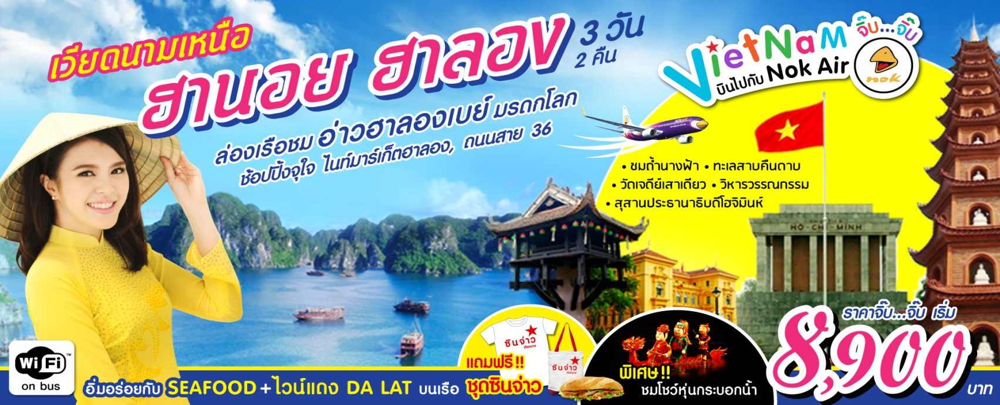 เวียดนามเหนือ
ฮานอย ฮาลอง
3 วัน
2 คืน
ล่องเรือชม อ่าวฮาลองเบย์ มรดกโลก
ช้อปปิ้งจุใจ ไนท์มาร์เก็ตฮาลอง, ถนนสาย 36
VietNaM จิ๊บ...จิ๊บ
บินไปกับ Nok Air
nok
• ชมถ้ำนางฟ้า • ทะเลสาบคืนดาบ
• วัดเจดีย์เสาเดียว • วิหารวรรณกรรม
• สุสานประธานาธิบดีโฮจิมินห์
HO-CHI-MINH
ราคาจิ๊บ...จิ๊บ เริ่ม
8,900
บาท
ซินจ่าว
เวียดนาม
ซินจ่าว
แถมฟรี !!
ชุดซินจ่าว
พิเศษ !!
ชมโชว์หุ่นกระบอกน้ำ
WiFi TM
on bus
อิ่มอร่อยกับ SEAFOOD + ไวน์แดง DA LAT บนเรือ